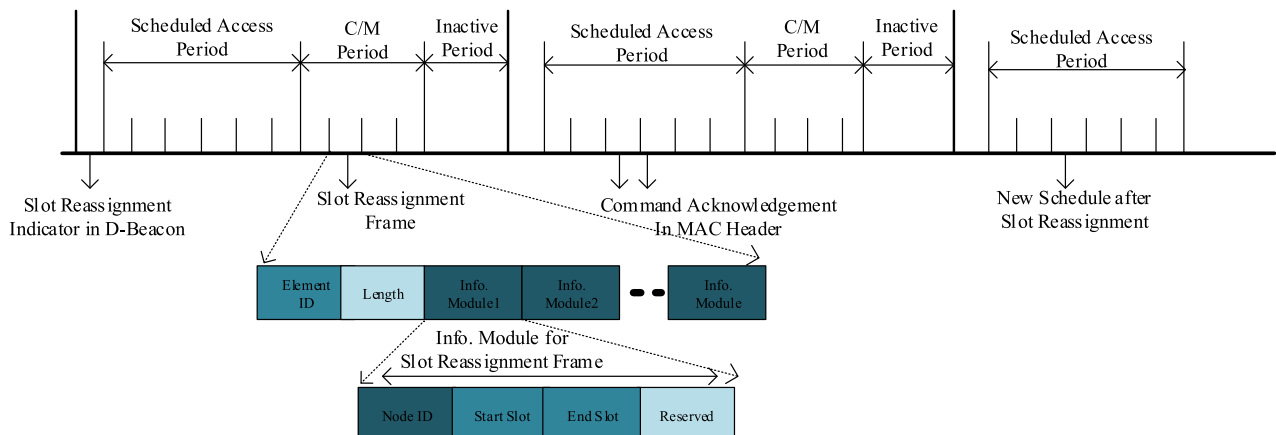 Scheduled Access
Period
C/M
Period
Inactive
Period
Scheduled Access
Period
C/M
Period
Inactive
Period
Scheduled Access
Period
Slot Reassignment
Indicator in D-Beacon
Slot Reassignment
Frame
Command Acknowledgement
In MAC Header
New Schedule after
Slot Reassignment
Element
ID
Length
Info.
Module1
Info.
Module2
Info.
Module
Info. Module for
Slot Reassignment Frame
Node ID
Start Slot
End Slot
Reserved